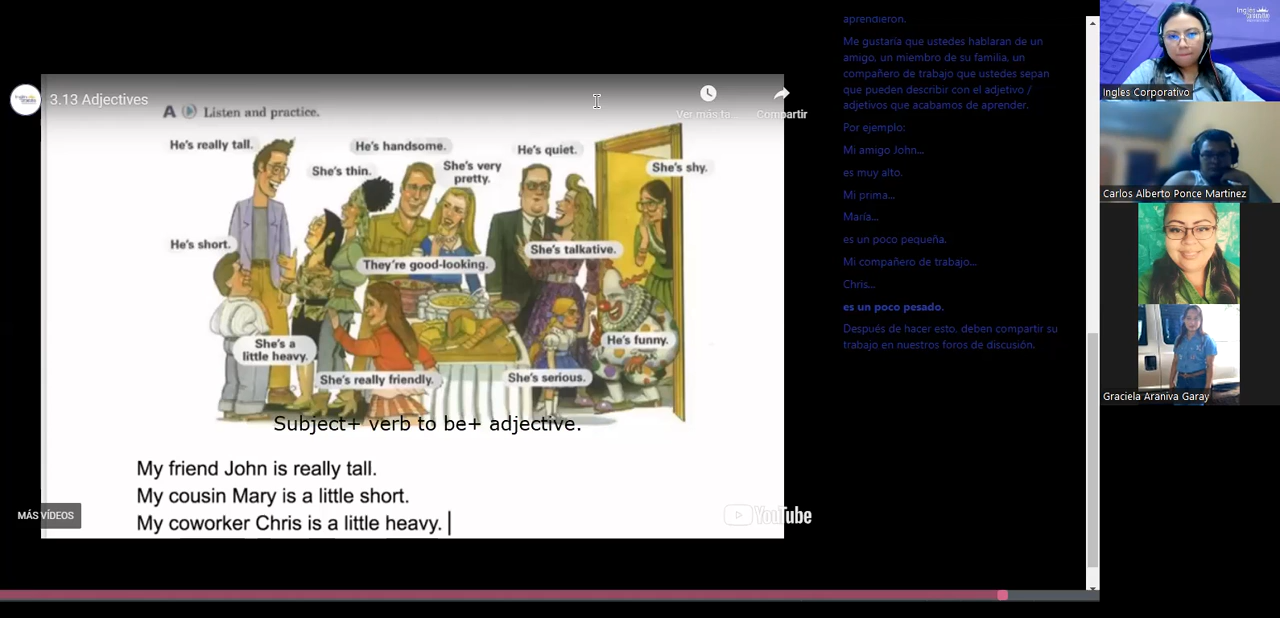 3.13 Adjectives
Ver más ta...
Compartir
A Listen and practice.
He's really tall.
He's handsome.
He's quiet.
She's thin.
She's very
pretty.
She's shy.
He's short.
They're good-looking.
She's talkative.
She's a
little heavy.
He's funny.
She's really friendly.
She's serious.
Subject+ verb to be+ adjective.
My friend John is really tall.
My cousin Mary is a little short.
My coworker Chris is a little heavy.
MÁS VÍDEOS
YouTube
aprendieron.
Me gustaría que ustedes hablaran de un
amigo, un miembro de su familia, un
compañero de trabajo que ustedes sepan
que pueden describir con el adjetivo /
adjetivos que acabamos de aprender.
Por ejemplo:
Mi amigo John...
es muy alto.
Mi prima...
María...
es un poco pequeña.
Mi compañero de trabajo...
Chris...
es un poco pesado.
Después de hacer esto, deben compartir su
trabajo en nuestros foros de discusión.
Ingles Corporativo
Carlos Alberto Ponce Martinez
Graciela Araniva Garay